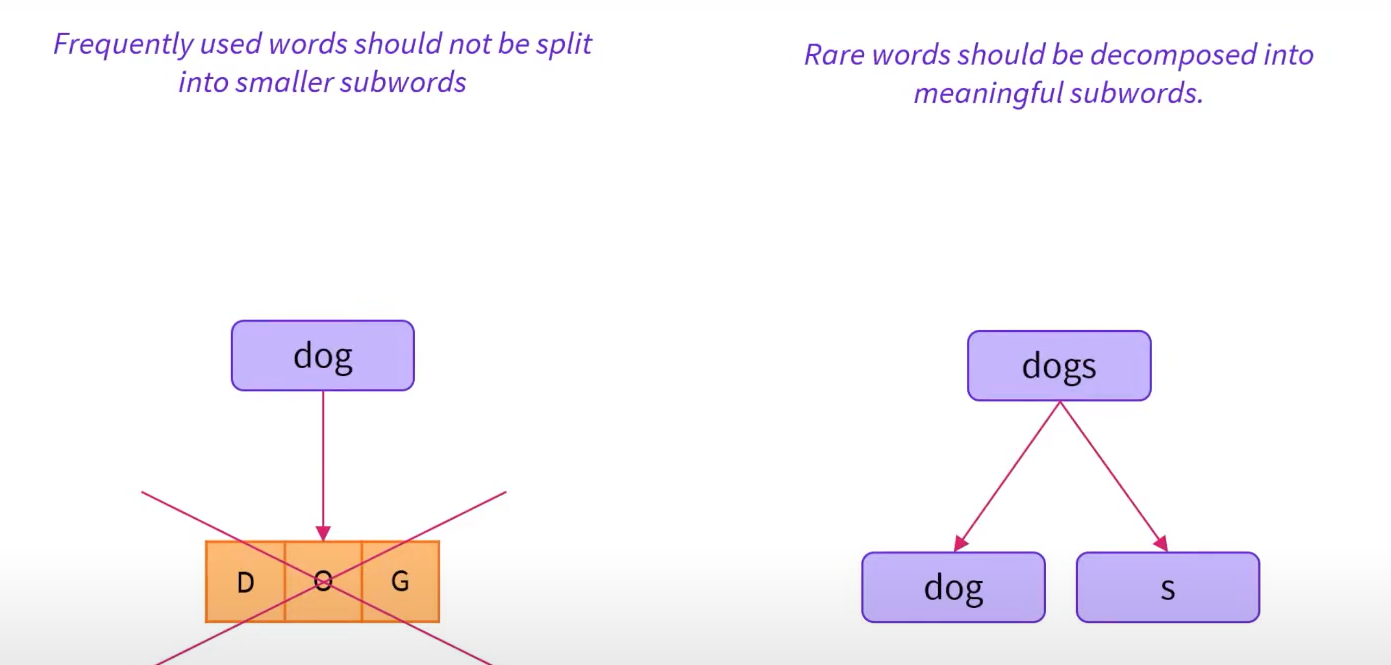 Frequently used words should not be split
into smaller subwords
Rare words should be decomposed into
meaningful subwords.
dog
D O G
dogs
dog
s